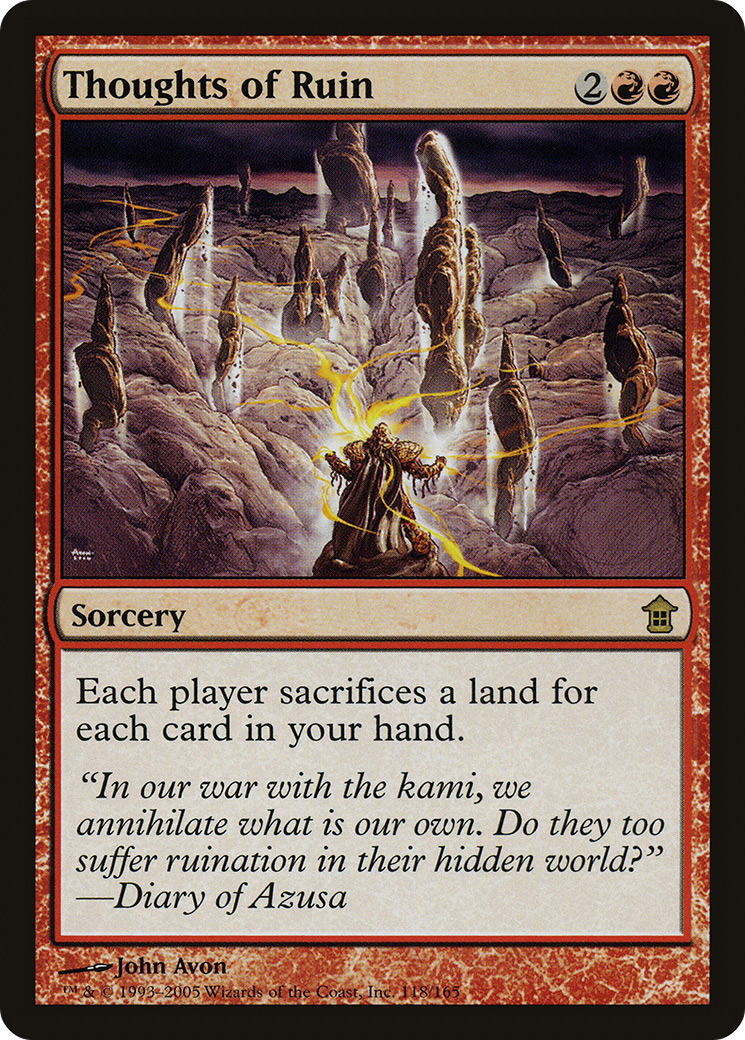 Thoughts of Ruin 2
Sorcery
Each player sacrifices a land for
each card in your hand.
“In our war with the kami, we
annihilate what is our own. Do they too
suffer ruination in their hidden world?”
—Diary of Azusa
John Avon
™ & © 1993–2005 Wizards of the Coast, Inc. 118/165